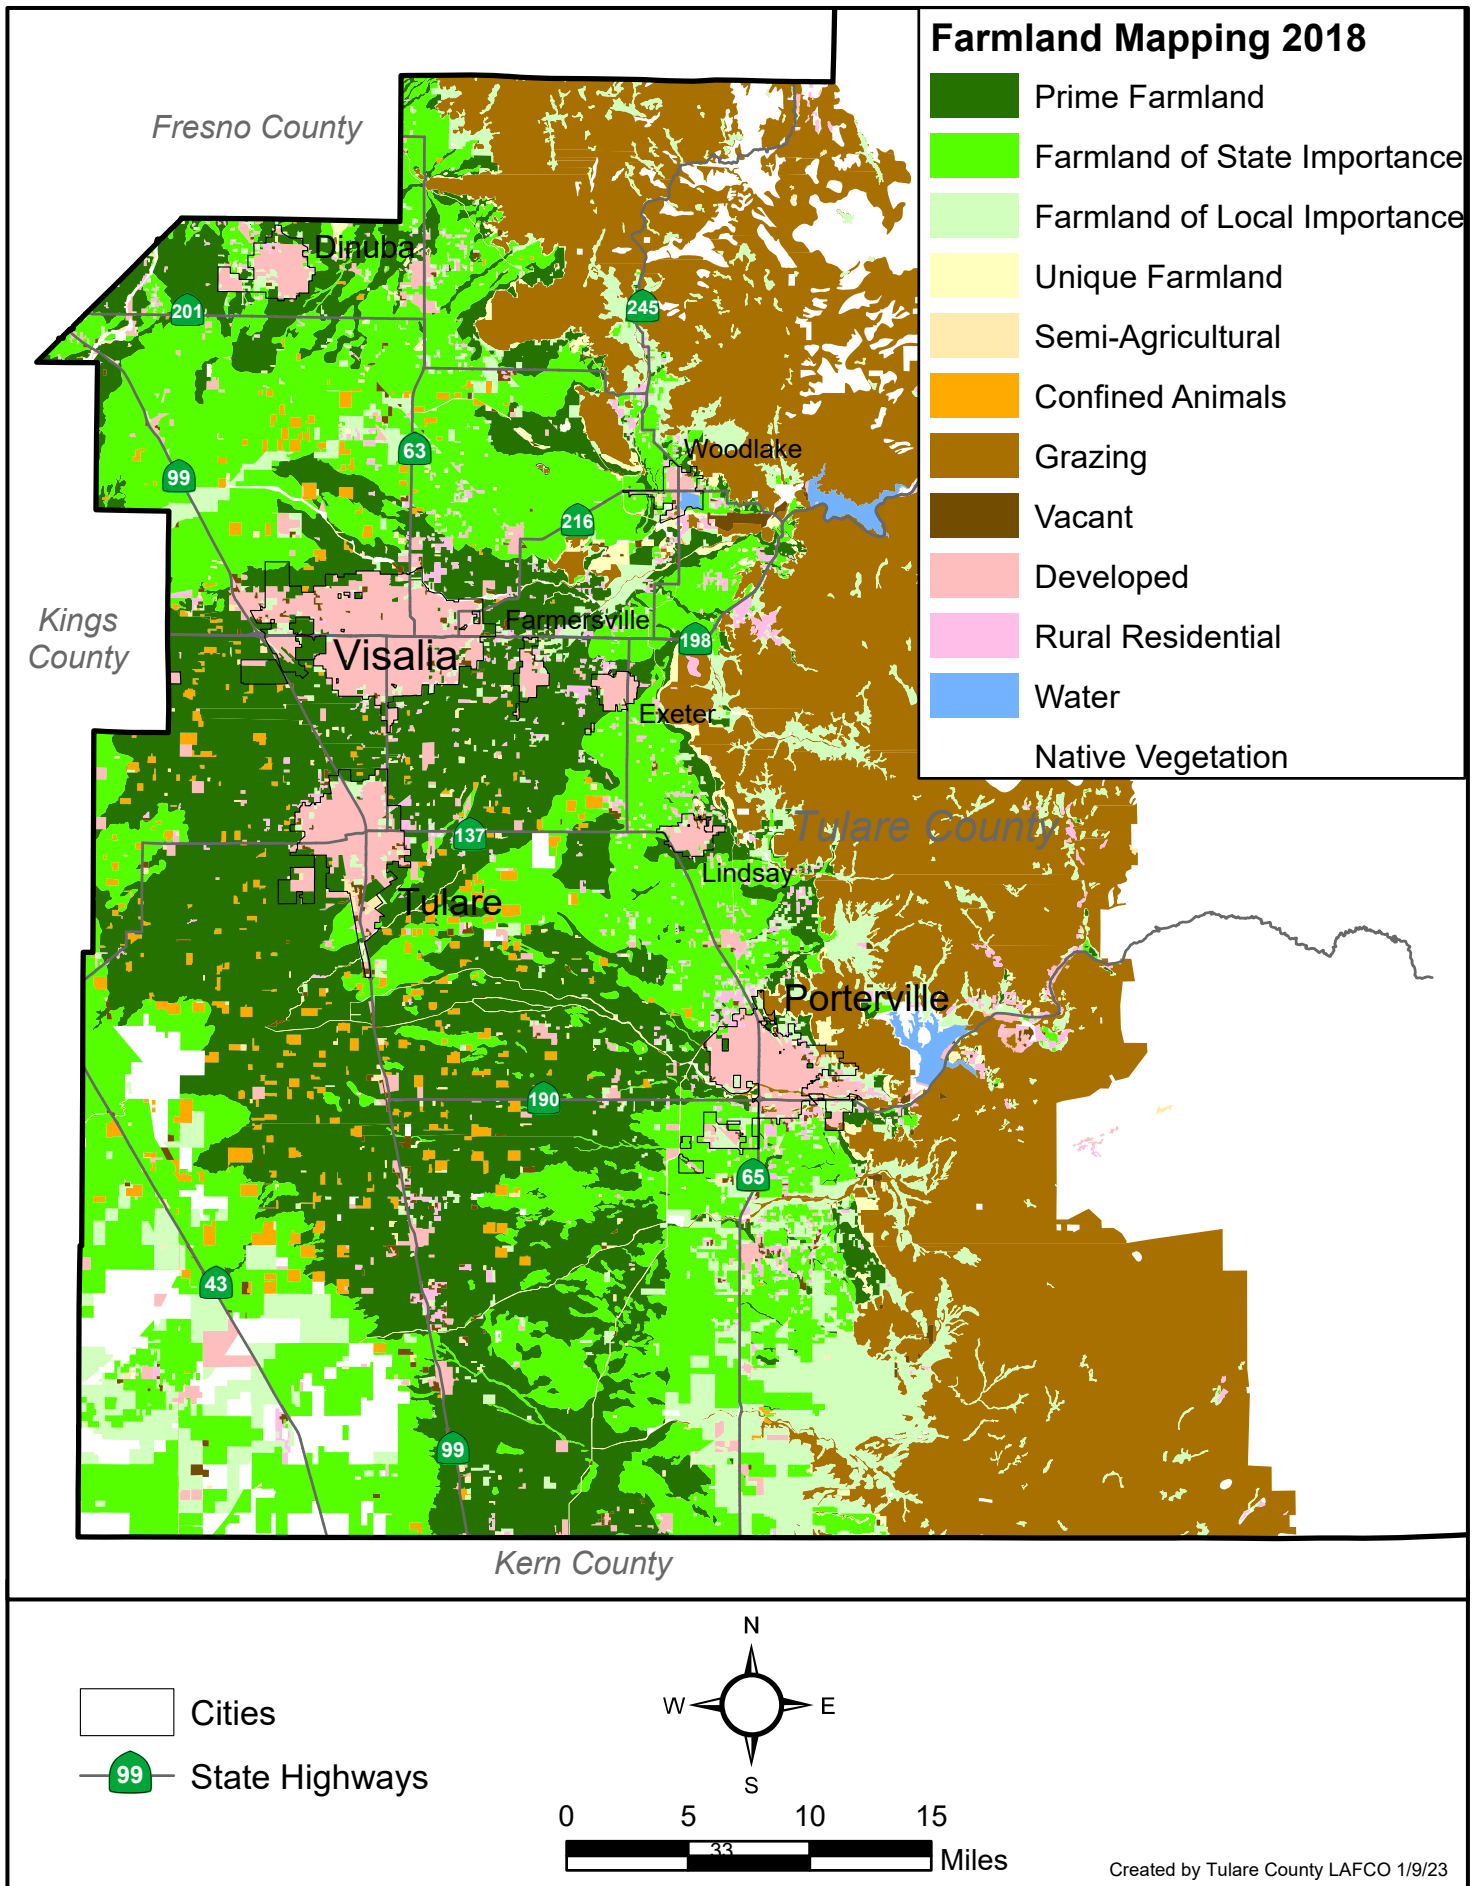 Farmland Mapping 2018
Prime Farmland
Farmland of State Importance
Farmland of Local Importance
Unique Farmland
Semi-Agricultural
Confined Animals
Grazing
Vacant
Developed
Rural Residential
Water
Native Vegetation
Fresno County
Dinuba
201
245
63
Woodlake
99
216
Kings
County
Farmersville
198
Visalia
Exeter
Tulare County
137
Lindsay
Tulare
Porterville
190
65
43
99
Kern County
N
W
E
S
Cities
99
State Highways
0 5 10 15
33
Miles
Created by Tulare County LAFCO 1/9/23